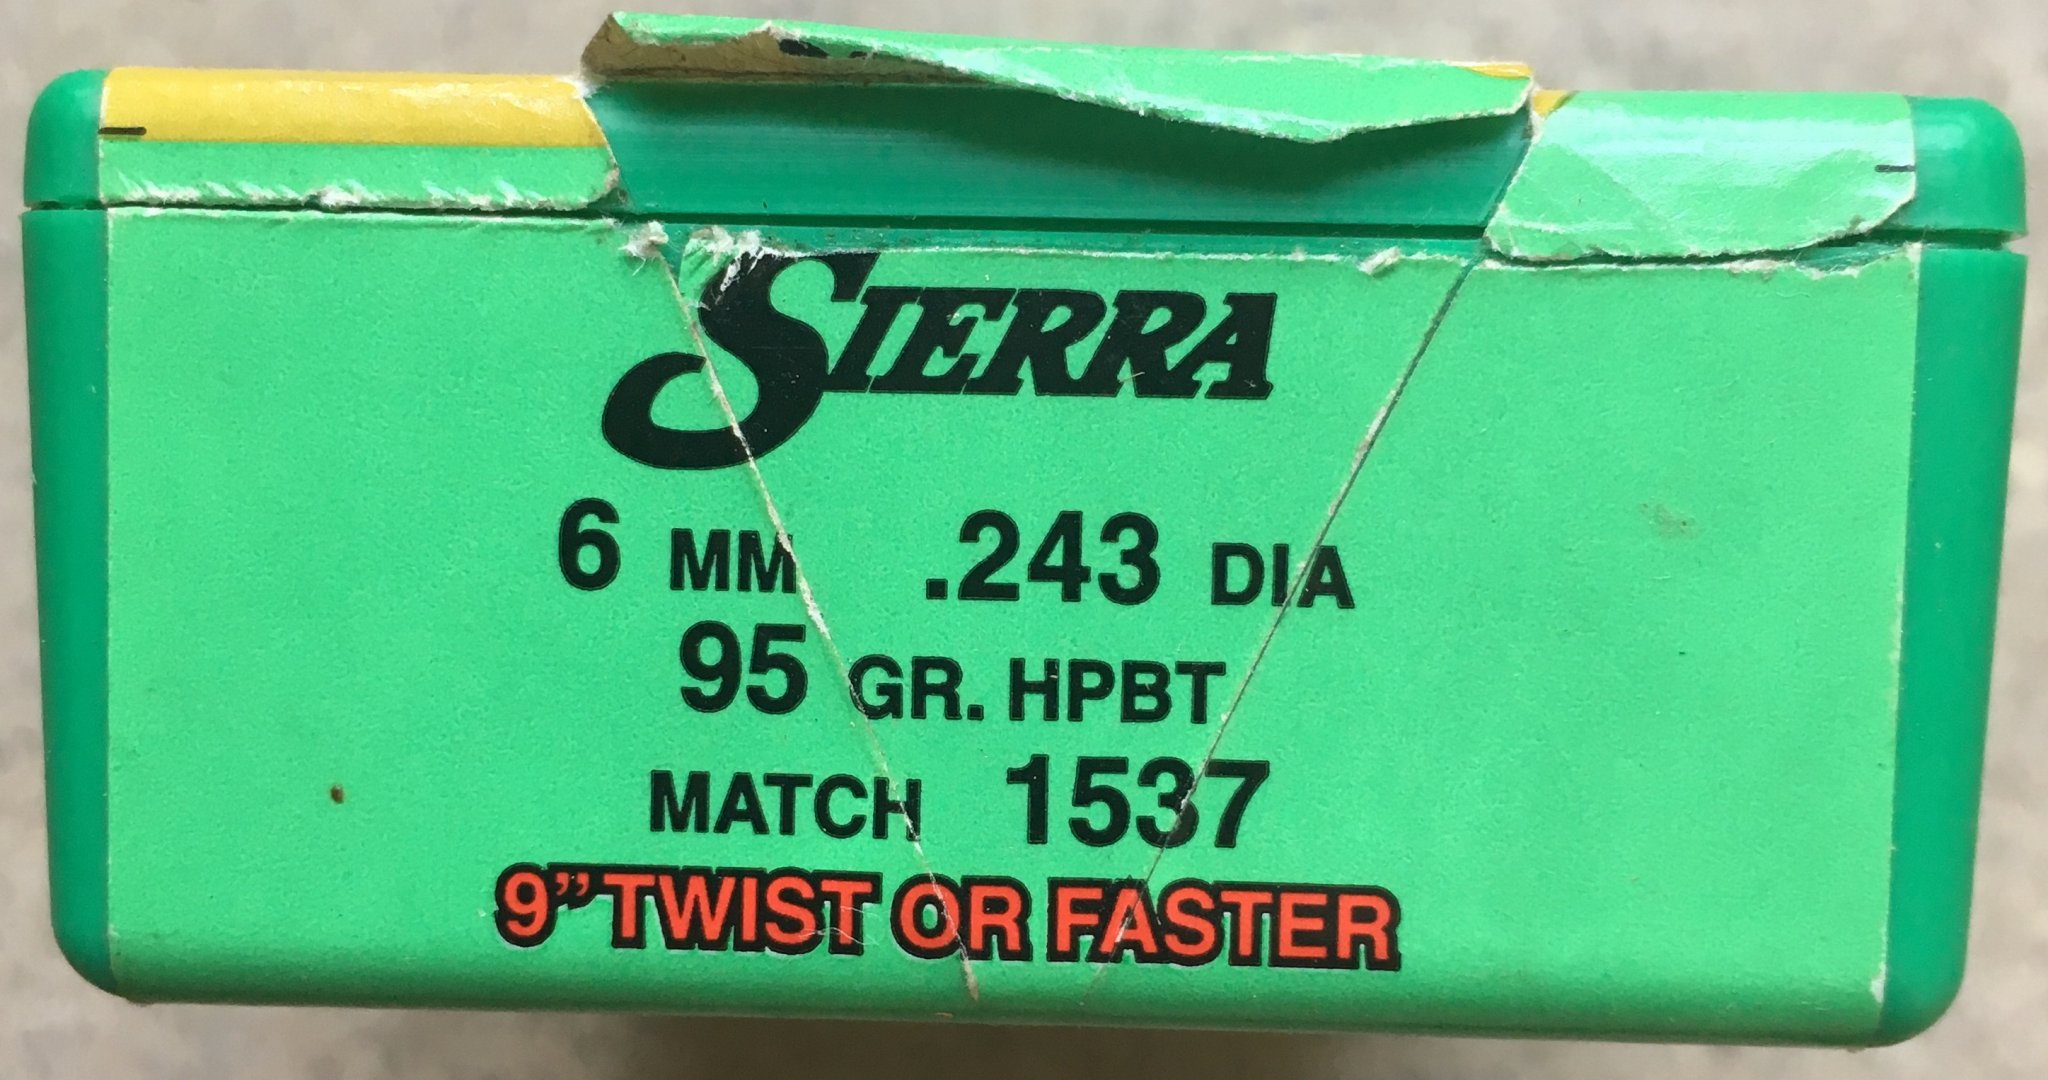 SIERRA
6 MM .243 DIA
95 GR. HPBT
MATCH 1537
9” TWIST OR FASTER